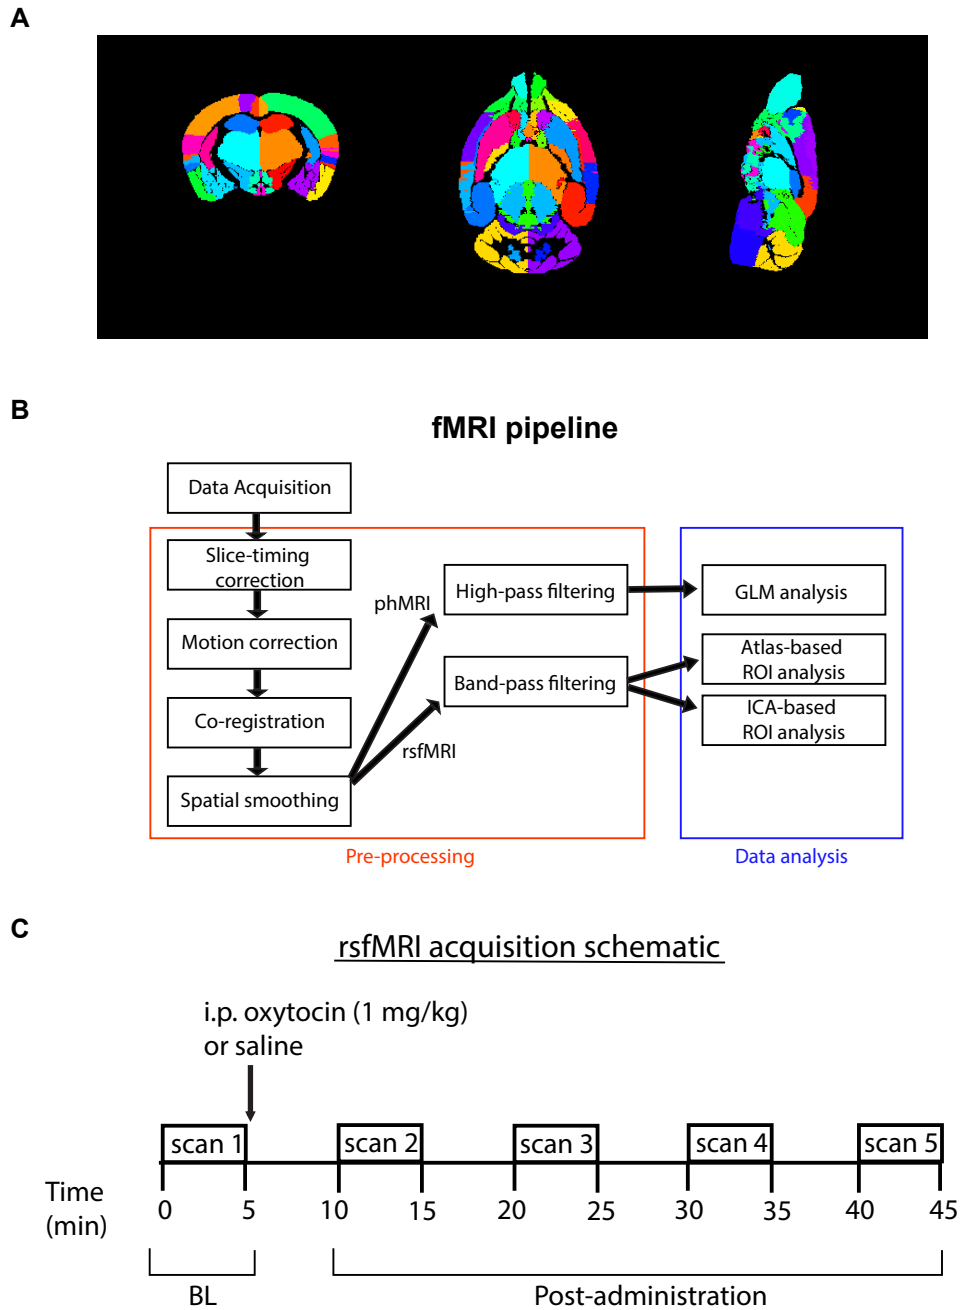 A
B
fMRI pipeline
Data Acquisition
Slice-timing
correction
Motion correction
Co-registration
Spatial smoothing
phMRI
rsfMRI
High-pass filtering
Band-pass filtering
GLM analysis
Atlas-based
ROI analysis
ICA-based
ROI analysis
Pre-processing
Data analysis
C
rsfMRI acquisition schematic
i.p. oxytocin (1 mg/kg)
or saline
scan 1 scan 2 scan 3 scan 4 scan 5
Time
(min)
0 5 10 15 20 25 30 35 40 45
BL Post-administration